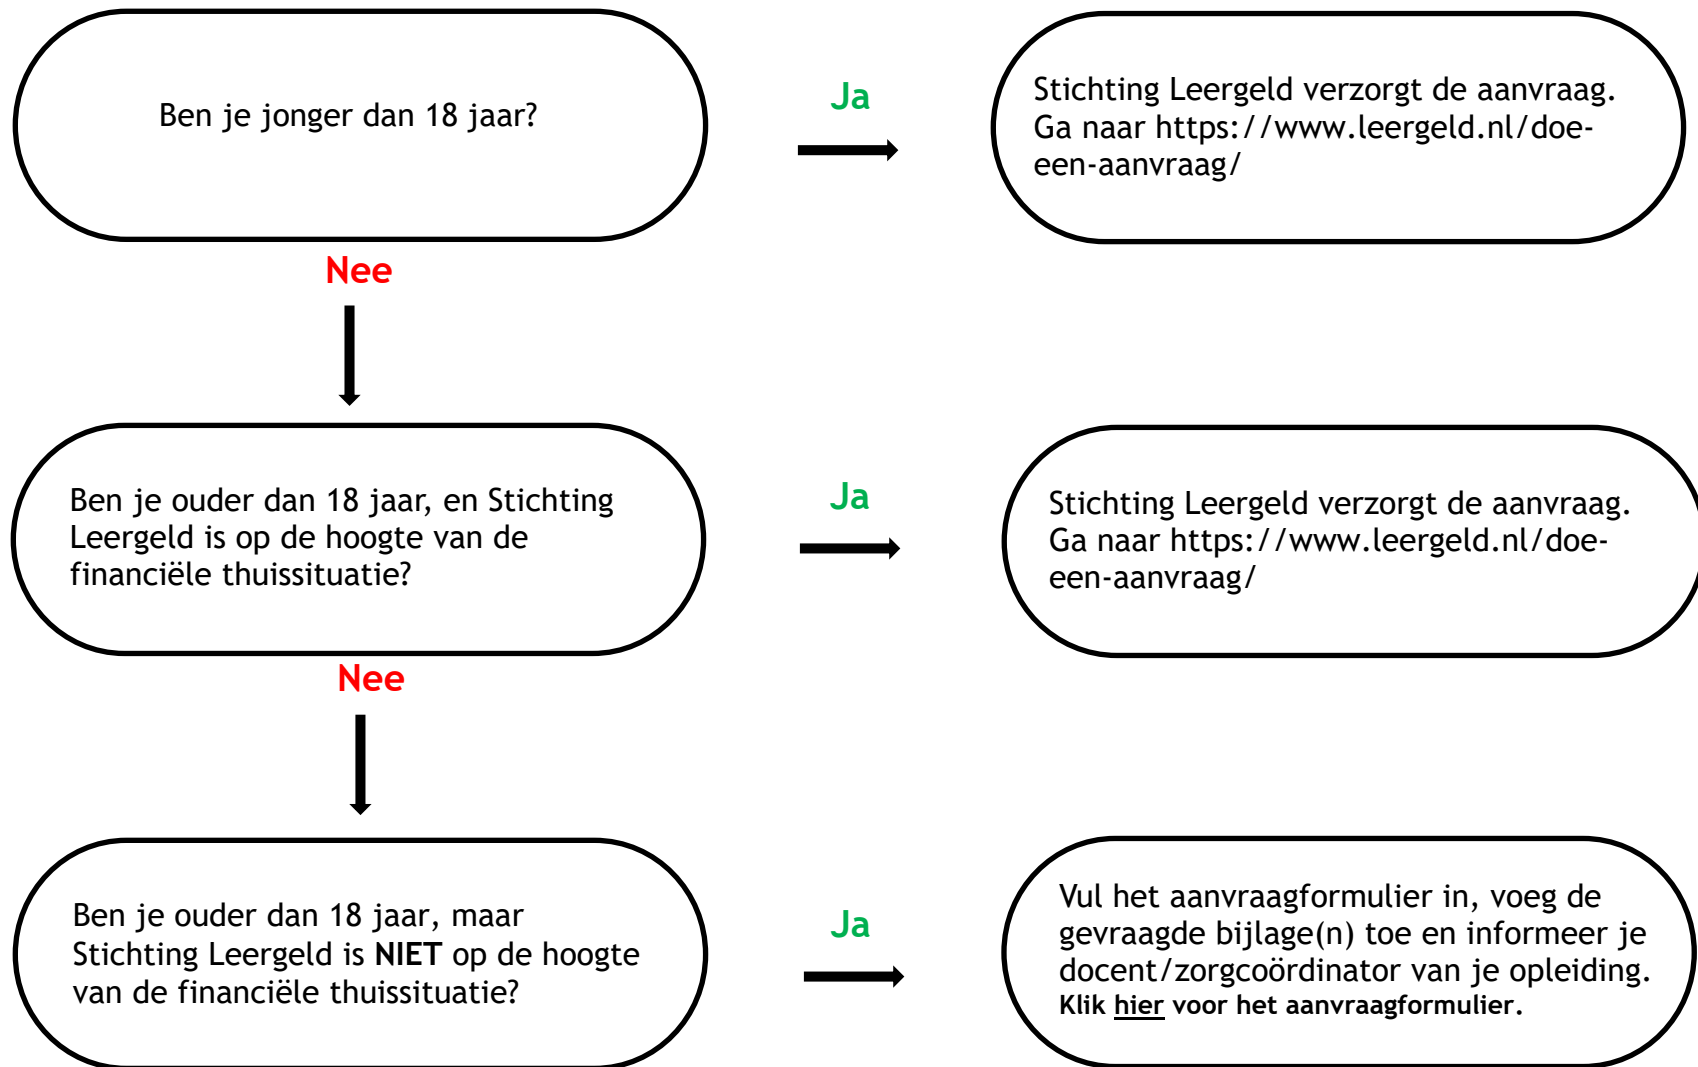 Ben je jonger dan 18 jaar?
Ja
Stichting Leergeld verzorgt de aanvraag.
Ga naar https://www.leergeld.nl/doe-
een-aanvraag/
Nee
Ben je ouder dan 18 jaar, en Stichting
Leergeld is op de hoogte van de
financiële thuissituatie?
Ja
Stichting Leergeld verzorgt de aanvraag.
Ga naar https://www.leergeld.nl/doe-
een-aanvraag/
Nee
Ben je ouder dan 18 jaar, maar
Stichting Leergeld is NIET op de hoogte
van de financiële thuissituatie?
Ja
Vul het aanvraagformulier in, voeg de
gevraagde bijlage(n) toe en informeer je
docent/zorgcoördinator van je opleiding.
Klik hier voor het aanvraagformulier.